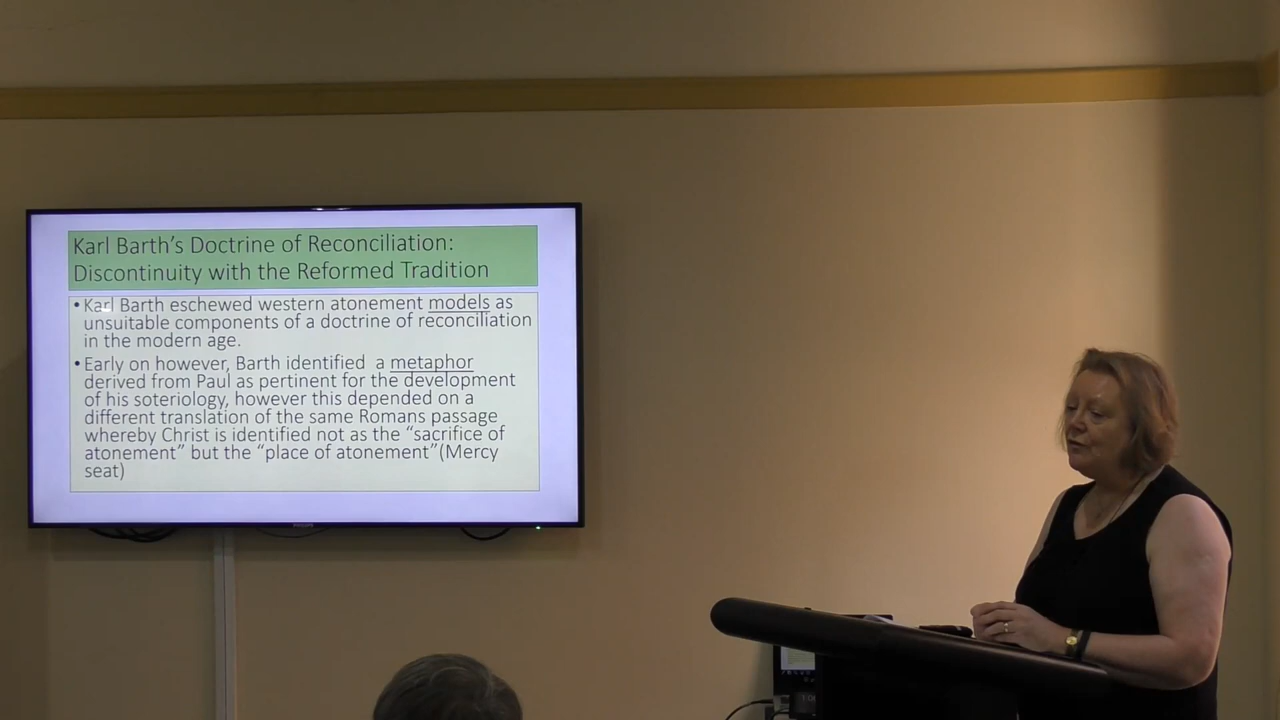 Karl Barth's Doctrine of Reconciliation:
Discontinuity with the Reformed Tradition
• Karl Barth eschewed western atonement models as
unsuitable components of a doctrine of reconciliation
in the modern age.
• Early on however, Barth identified a metaphor
derived from Paul as pertinent for the development
of his soteriology, however this depended on a
different translation of the same Romans passage
whereby Christ is identified not as the “sacrifice of
atonement” but the “place of atonement”(Mercy
seat)
PHILIPS